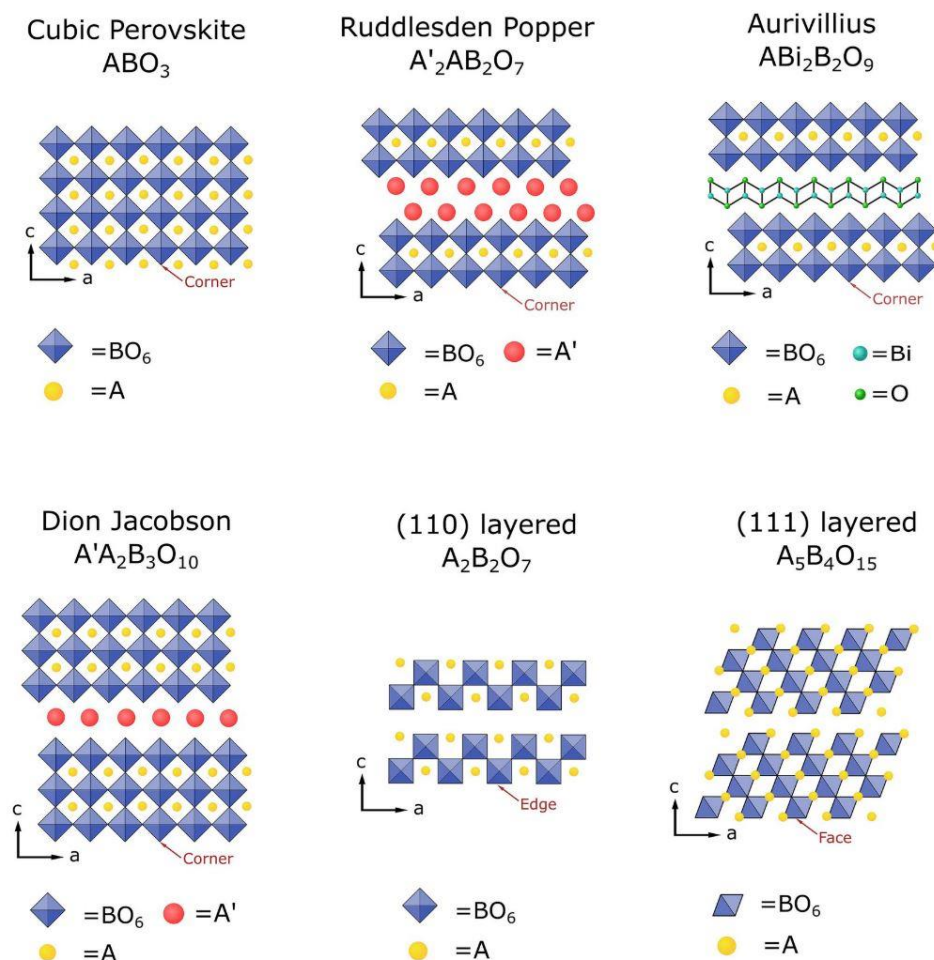 Cubic Perovskite
ABO₃
c
a
Corner
=BO₆
=A
Ruddlesden Popper
A'₂AB₂O₇
c
a
Corner
=BO₆
=A'
=A
Aurivillius
ABi₂B₂O₉
c
a
Corner
=BO₆
=Bi
=A
=O
Dion Jacobson
A'A₂B₃O₁₀
c
a
Corner
=BO₆
=A'
=A
(110) layered
A₂B₂O₇
c
a
Edge
=BO₆
=A
(111) layered
A₅B₄O₁₅
c
a
Face
=BO₆
=A